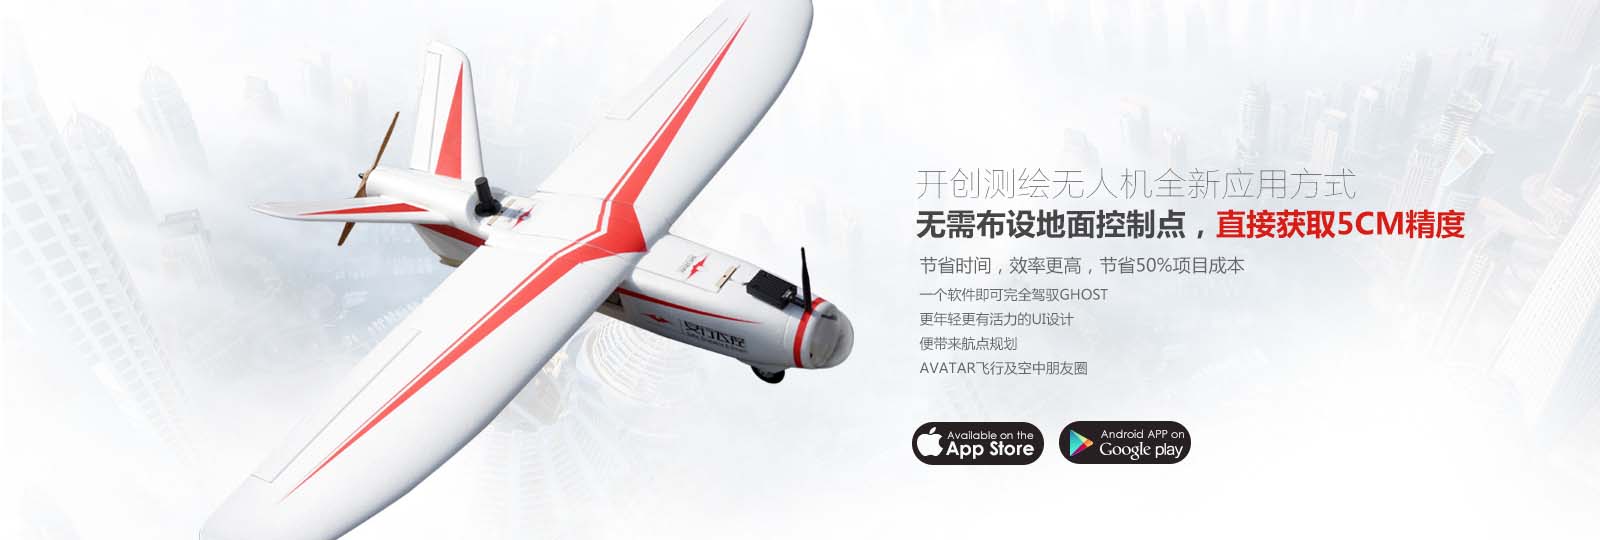 开创测绘无人机全新应用方式
无需布设地面控制点，直接获取5CM精度
节省时间，效率更高，节省50%项目成本
一个软件即可完全驾驭GHOST
更年轻更有活力的UI设计
便带来航点规划
AVATAR飞行及空中朋友圈
Available on the
App Store
Android APP on
Google play